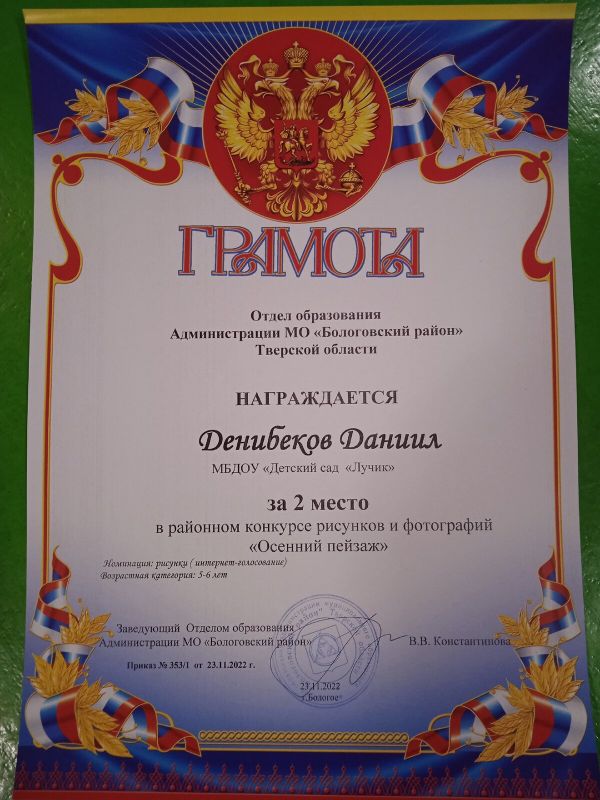 ГРАМОТА
Отдел образования
Администрации МО «Бологовский район»
Тверской области
НАГРАЖДАЕТСЯ
Денибеков Даниил
МБДОУ «Детский сад «Лучик»
за 2 место
в районном конкурсе рисунков и фотографий
«Осенний пейзаж»
Номинация: рисунки ( интернет-голосование)
Возрастная категория: 5-6 лет
Заведующий Отделом образования
Администрации МО «Бологовский район»
В.В. Константинова
Приказ № 353/1 от 23.11.2022 г.
23.11.2022
г.Бологое